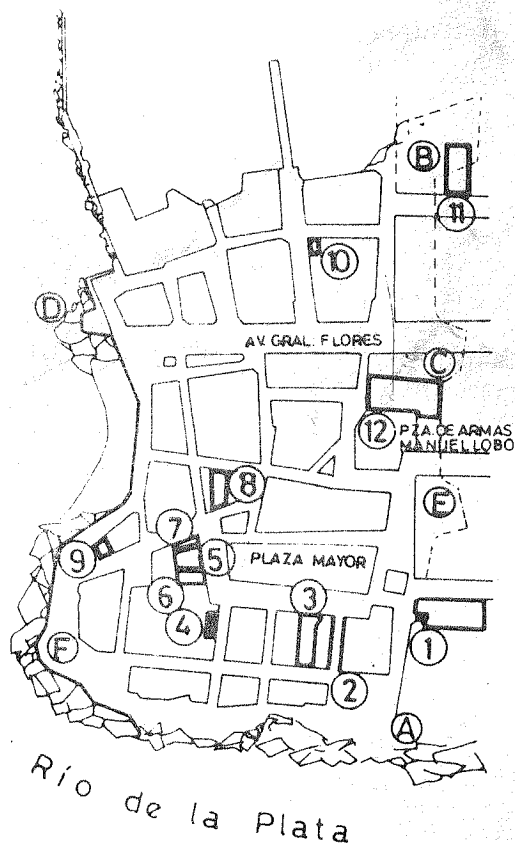 B
11
10
D
AV. GRAL. FLORES
C
12
PZA. DE ARMAS
MANUEL LOBO
8
E
7
9
5
PLAZA MAYOR
6
3
4
1
F
2
A
Río de la Plata